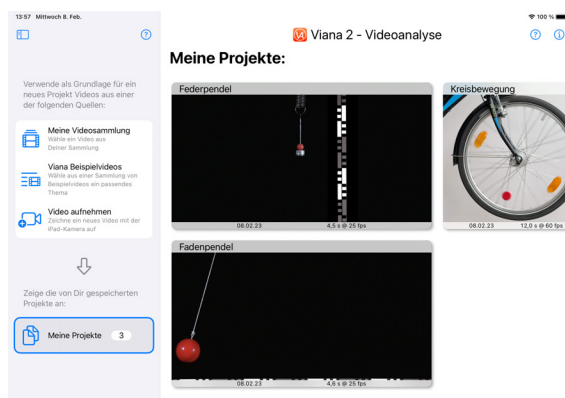 13:57 Mittwoch 8. Feb.
100 %
Viana 2 - Videoanalyse
Verwende als Grundlage für ein
neues Projekt Videos aus einer
der folgenden Quellen:
Meine Videosammlung
Wähle ein Video aus
Deiner Sammlung
Viana Beispielvideos
Wähle aus einer Sammlung von
Beispielvideos ein passendes
Thema
Video aufnehmen
Zeichne ein neues Video mit der
iPad-Kamera auf
Zeige die von Dir gespeicherten
Projekte an:
Meine Projekte 3
Meine Projekte:
Federpendel
08.02.23 4,5 s @ 25 fps
Kreisbewegung
08.02.23 12,0 s @ 60 fps
Fadenpendel
08.02.23 4,6 s @ 25 fps